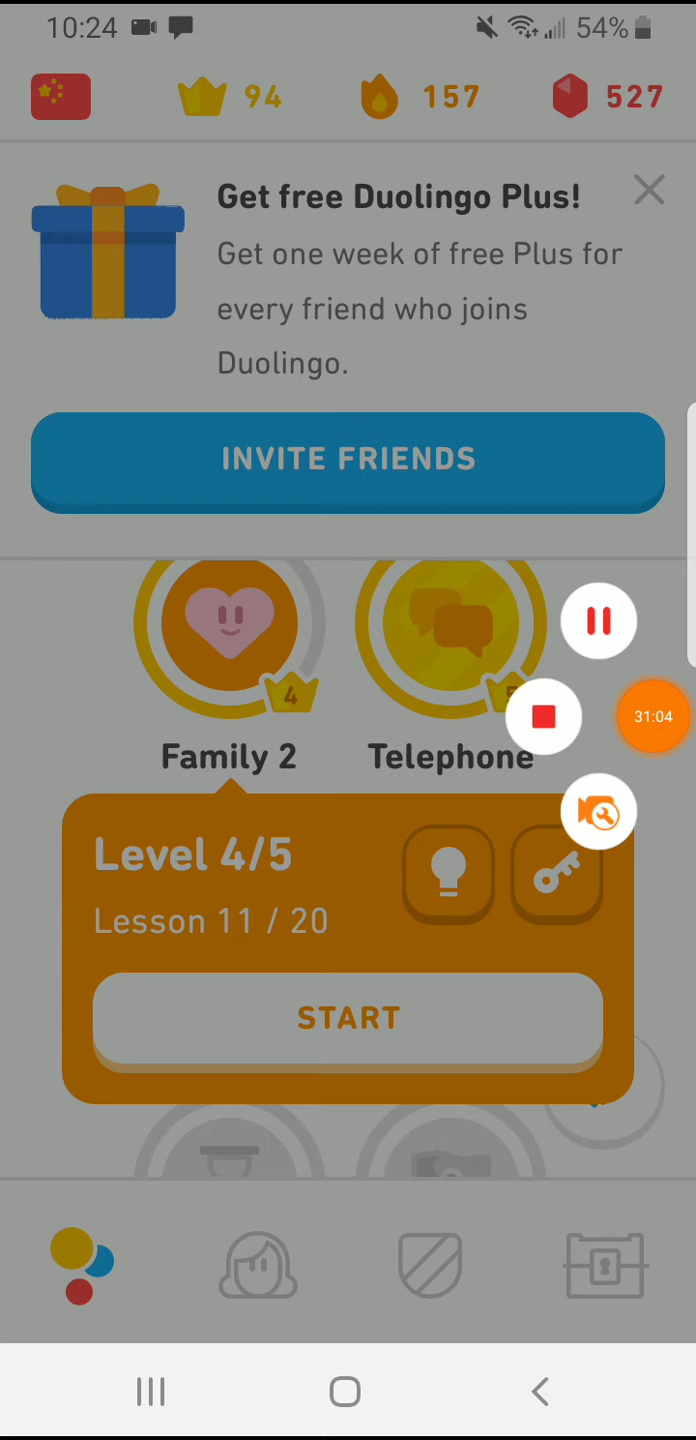 10:24 54%
94 157 527
Get free Duolingo Plus!
Get one week of free Plus for
every friend who joins
Duolingo.
INVITE FRIENDS
4
Family 2 Telephone
31:04
Level 4/5
Lesson 11 / 20
START